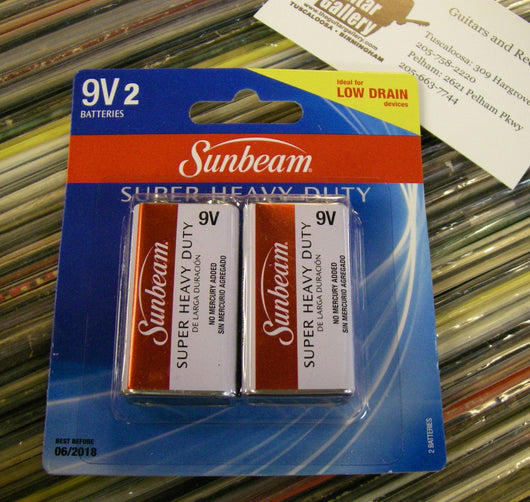 9V 2
BATTERIES
Ideal for
LOW DRAIN
devices
Sunbeam
SUPER HEAVY DUTY
Sunbeam
SUPER HEAVY DUTY
DE LARGA DURACIÓN
NO MERCURY ADDED
SIN MERCURIO AGREGADO
9V
Sunbeam
SUPER HEAVY DUTY
DE LARGA DURACIÓN
NO MERCURY ADDED
SIN MERCURIO AGREGADO
9V
BEST BEFORE
06/2018
2 BATTERIES
Gallery
TUSCALOOSA • BIRMINGHAM
Guitars and
Tuscaloosa: 309
205-758-2220
Pelham: 2621 Pelham Pkwy
205-663-7744